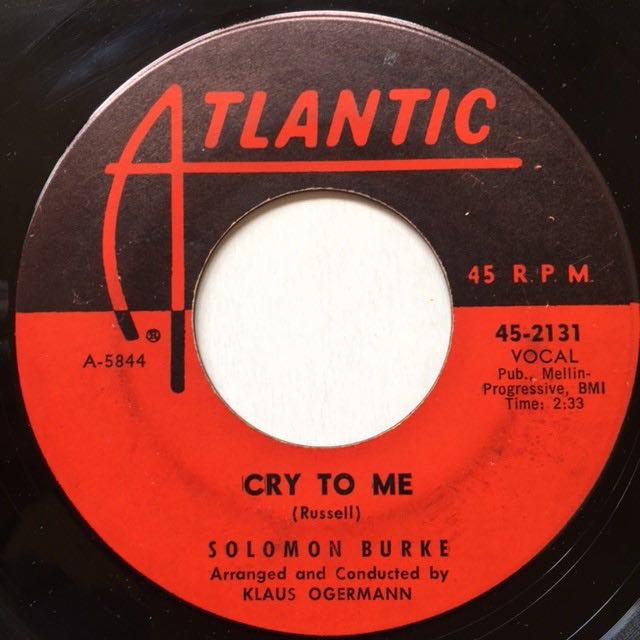 ATLANTIC
45 R.P.M.
®
A-5844
45-2131
VOCAL
Pub., Mellin-
Progressive, BMI
Time: 2:33
CRY TO ME
(Russell)
SOLOMON BURKE
Arranged and Conducted by
KLAUS OGERMANN